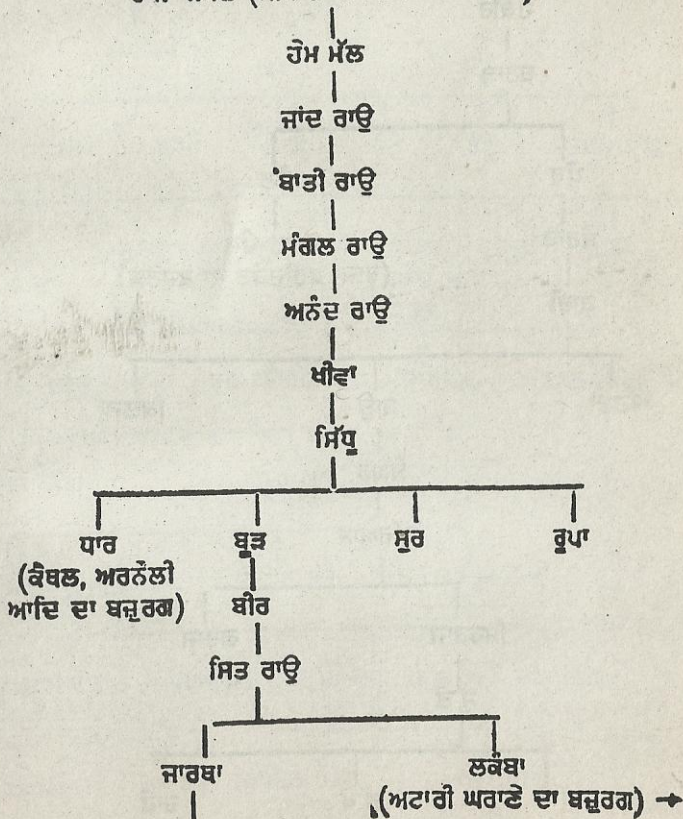 ਹੇਮ ਮੱਲ
ਜਾਂਦ ਰਾਉ
ਬਾਤੀ ਰਾਉ
ਮੰਗਲ ਰਾਉ
ਅਨੰਦ ਰਾਉ
ਖੀਵਾ
ਸਿੱਧੂ
ਧਾਰ ਬੂੜ ਸੂਰ ਰੂਪਾ
(ਕੈਥਲ, ਅਰਨੌਲੀ
ਆਦਿ ਦਾ ਬਜ਼ੁਰਗ) ਬੀਰ
ਸਿਤ ਰਾਉ
ਜਾਰਥਾ ਲਕੰਬਾ
(ਅਟਾਰੀ ਘਰਾਣੇ ਦਾ ਬਜ਼ੁਰਗ)